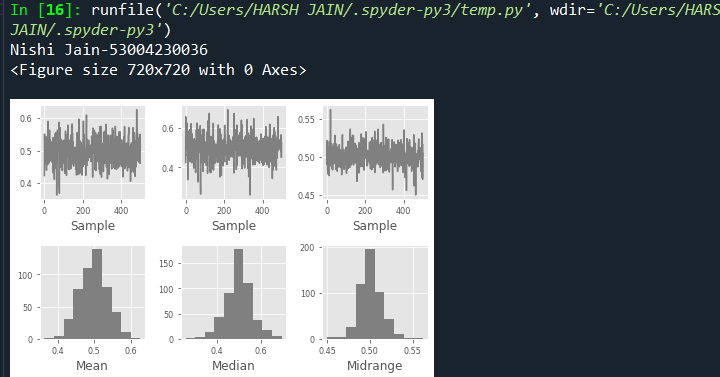 In [16]: runfile('C:/Users/HARSH JAIN/.spyder-py3/temp.py', wdir='C:/Users/HARS
JAIN/.spyder-py3')
Nishi Jain-53004230036
<Figure size 720x720 with 0 Axes>
0.6 0.5 0.4
0 200 400
Sample
0.6 0.4
0 200 400
Sample
0.55 0.50 0.45
0 200 400
Sample
100 50 0
0.4 0.5 0.6
Mean
150 100 50 0
0.4 0.6
Median
200 100 0
0.45 0.50 0.55
Midrange